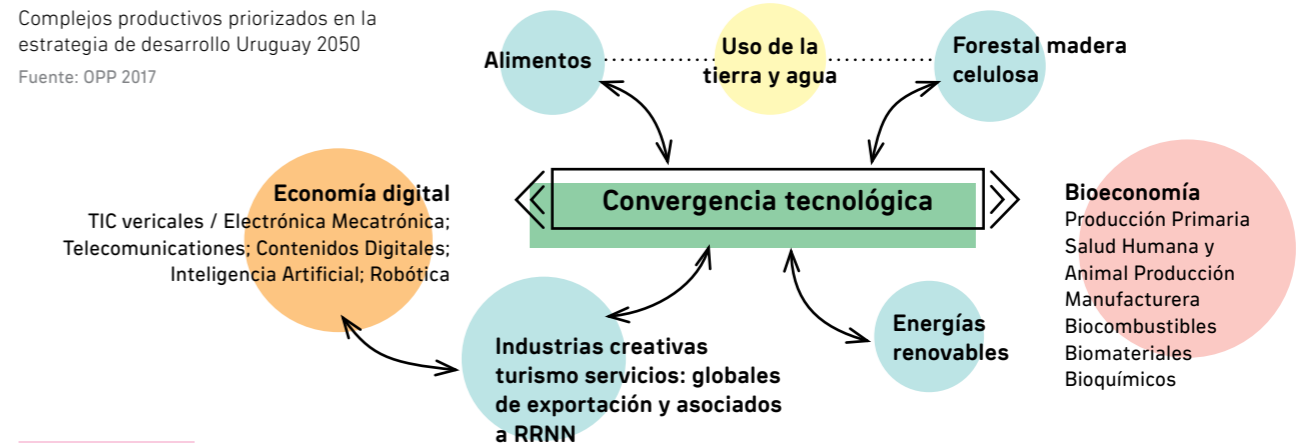 Complejos productivos priorizados en la
estrategia de desarrollo Uruguay 2050
Fuente: OPP 2017
Alimentos
Uso de la
tierra y agua
Forestal madera
celulosa
Convergencia tecnológica
Economía digital
TIC vericales / Electrónica Mecatrónica;
Telecomunicationes; Contenidos Digitales;
Inteligencia Artificial; Robótica
Bioeconomía
Producción Primaria
Salud Humana y
Animal Producción
Manufacturera
Biocombustibles
Biomateriales
Bioquímicos
Industrias creativas
turismo servicios: globales
de exportación y asociados
a RRNN
Energías
renovables